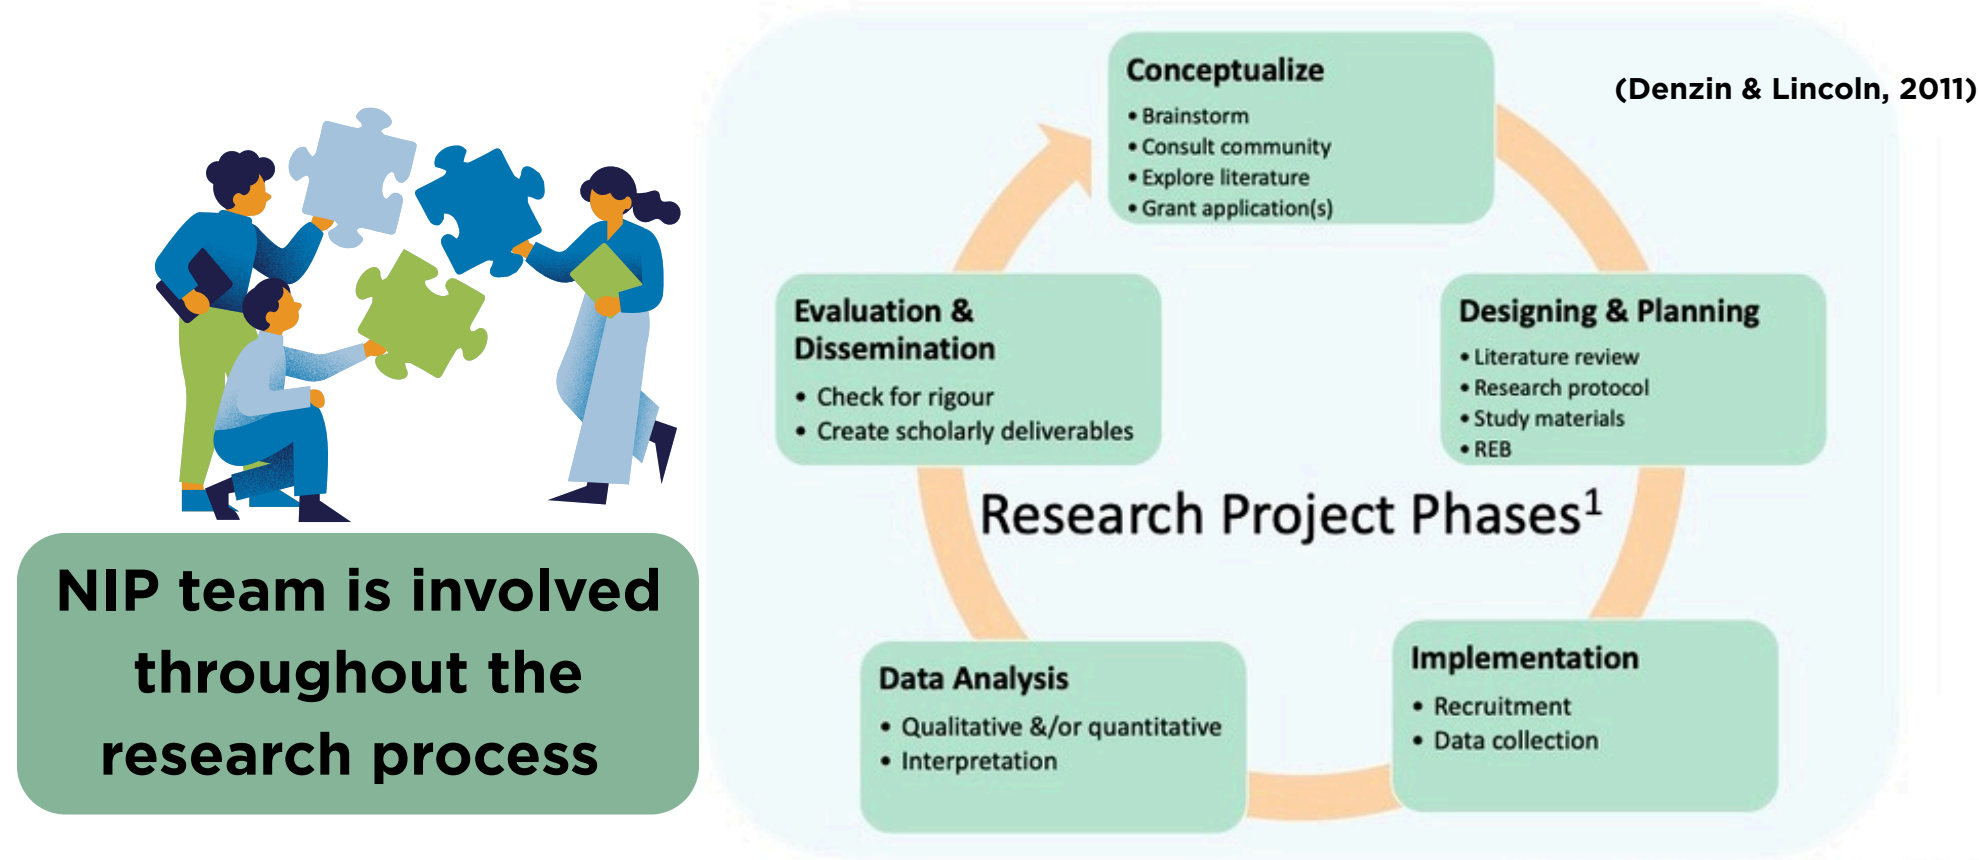 NIP team is involved
throughout the
research process
(Denzin & Lincoln, 2011)
Conceptualize
• Brainstorm
• Consult community
• Explore literature
• Grant application(s)
Designing & Planning
• Literature review
• Research protocol
• Study materials
• REB
Implementation
• Recruitment
• Data collection
Data Analysis
• Qualitative &/or quantitative
• Interpretation
Evaluation &
Dissemination
• Check for rigour
• Create scholarly deliverables
Research Project Phases¹